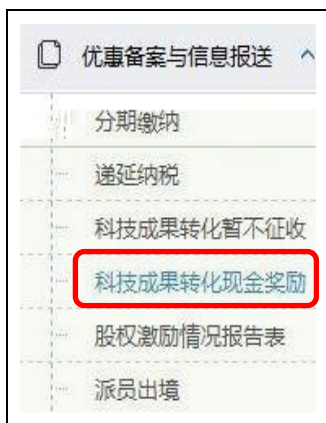 优惠备案与信息报送
分期缴纳
递延纳税
科技成果转化暂不征收
科技成果转化现金奖励
股权激励情况报告表
派员出境